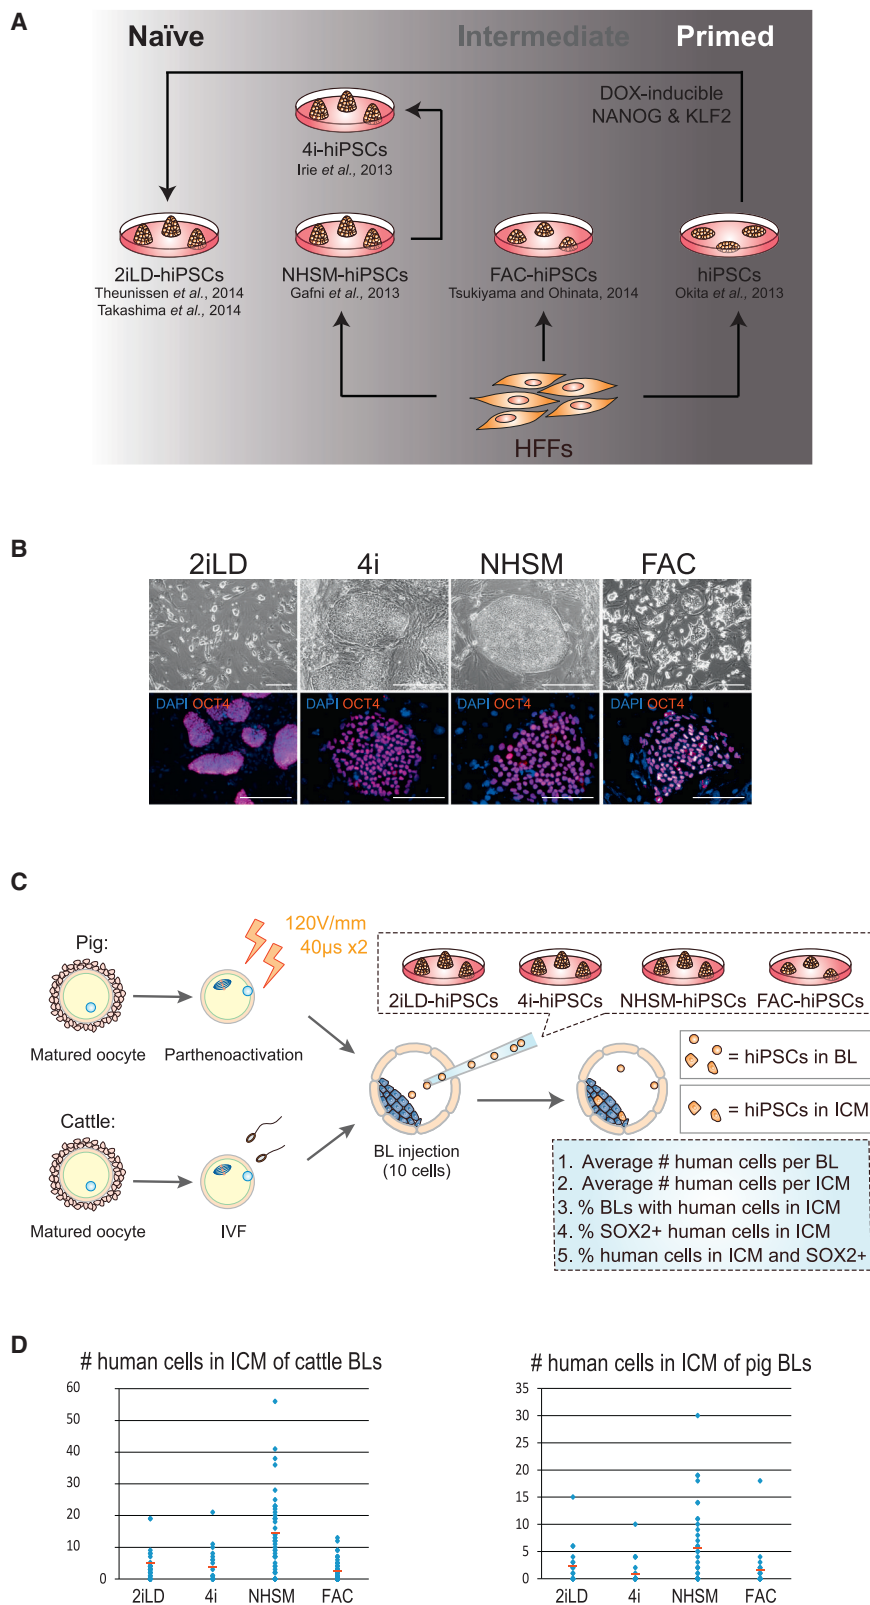 A
Naïve
Intermediate
Primed
DOX-inducible
NANOG & KLF2
4i-hiPSCs
Irie et al., 2013
2iLD-hiPSCs
Theunissen et al., 2014
Takashima et al., 2014
NHSM-hiPSCs
Gafni et al., 2013
FAC-hiPSCs
Tsukiyama and Ohinata, 2014
hiPSCs
Okita et al., 2013
HFFs
B
2iLD
4i
NHSM
FAC
DAPI OCT4
DAPI OCT4
DAPI OCT4
DAPI OCT4
C
Pig:
120V/mm
40µs x2
Matured oocyte
Parthenoactivation
2iLD-hiPSCs
4i-hiPSCs
NHSM-hiPSCs
FAC-hiPSCs
= hiPSCs in BL
= hiPSCs in ICM
Cattle:
Matured oocyte
IVF
BL injection
(10 cells)
1. Average # human cells per BL
2. Average # human cells per ICM
3. % BLs with human cells in ICM
4. % SOX2+ human cells in ICM
5. % human cells in ICM and SOX2+
D
# human cells in ICM of cattle BLs
60
50
40
30
20
10
0
2iLD
4i
NHSM
FAC
# human cells in ICM of pig BLs
35
30
25
20
15
10
5
0
2iLD
4i
NHSM
FAC